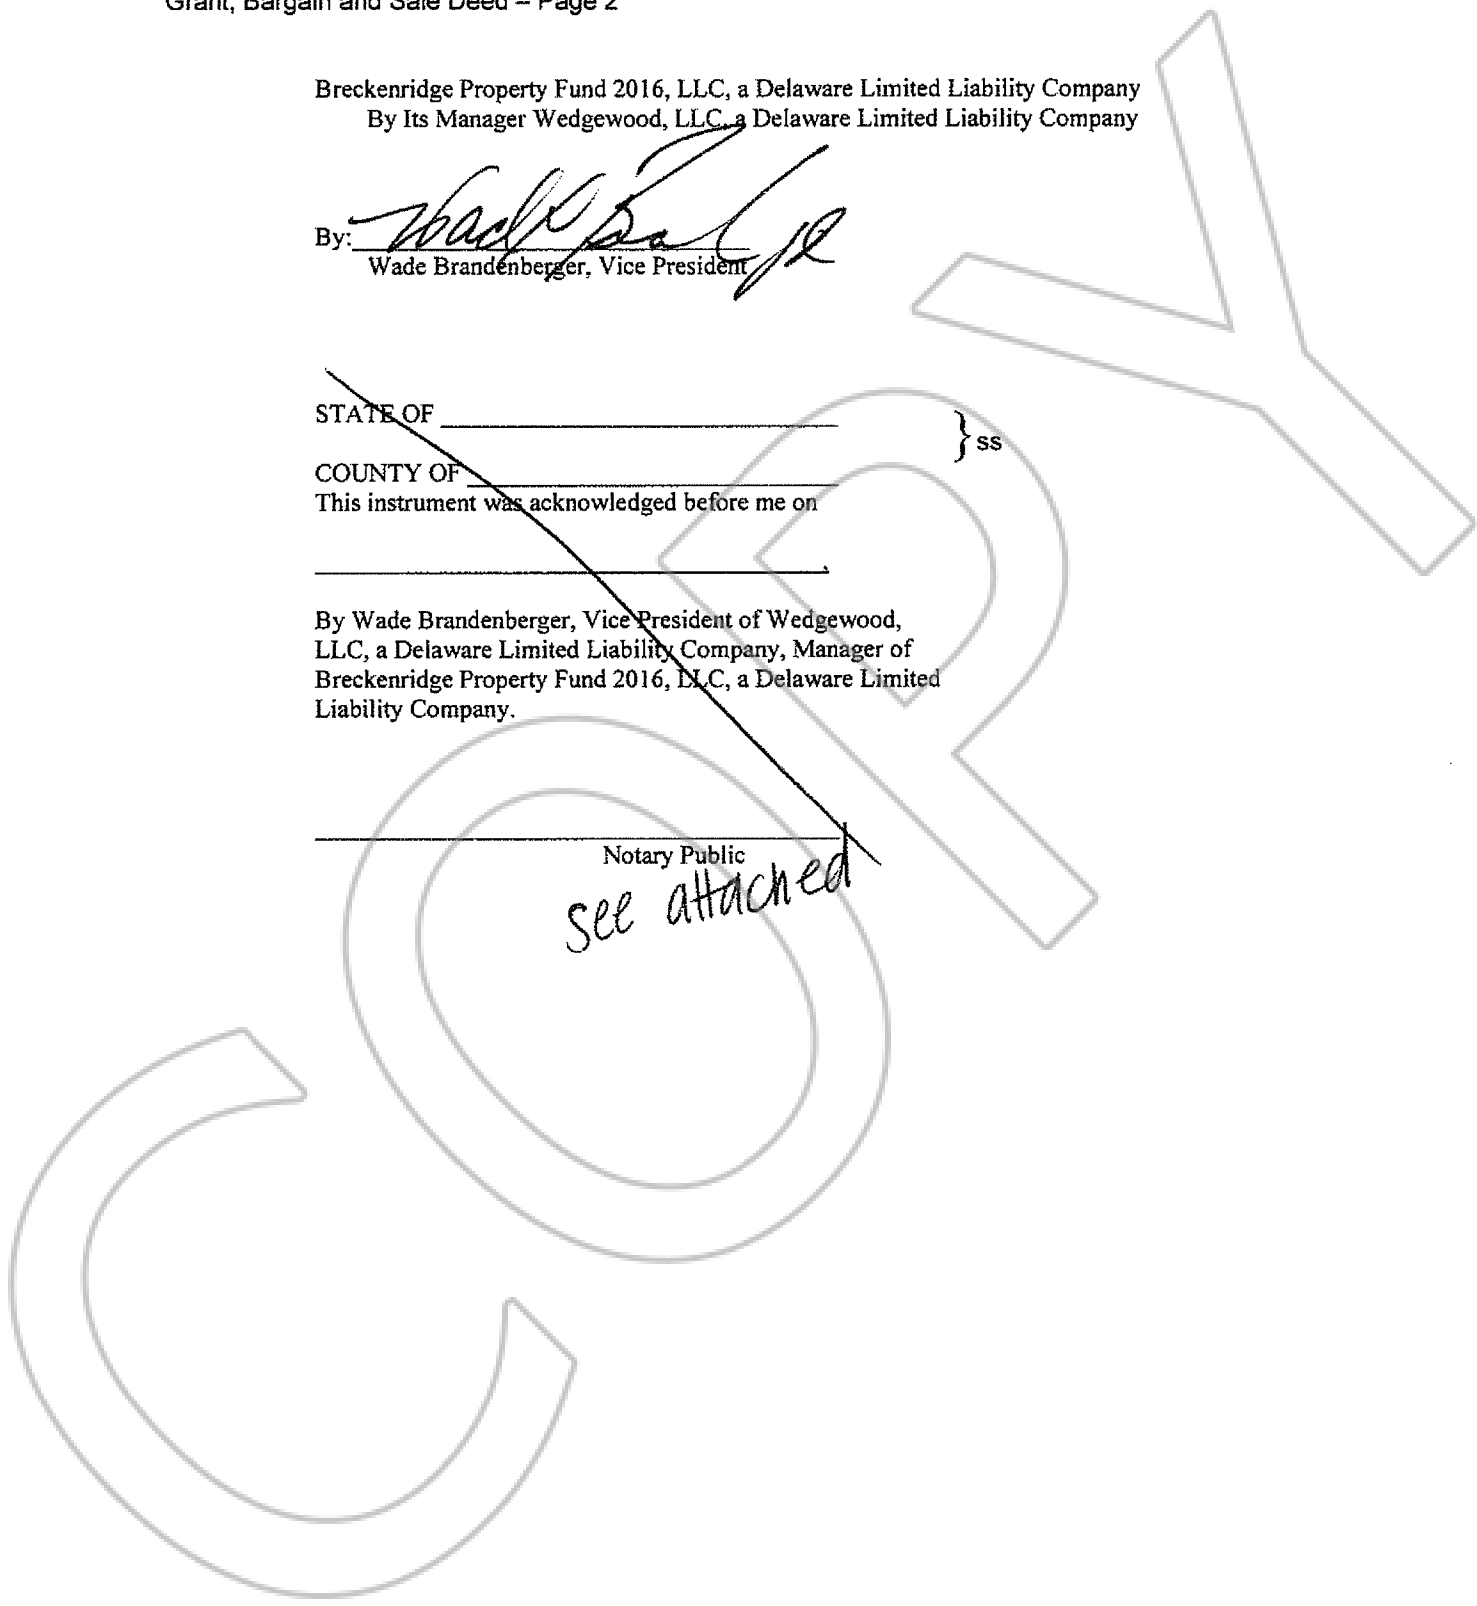 Grant, Bargain and Sale Deed – Page 2
Breckenridge Property Fund 2016, LLC, a Delaware Limited Liability Company
By Its Manager Wedgewood, LLC, a Delaware Limited Liability Company
By:
Wade Brandenberger, Vice President
STATE OF
} ss
COUNTY OF
This instrument was acknowledged before me on
.
By Wade Brandenberger, Vice President of Wedgewood,
LLC, a Delaware Limited Liability Company, Manager of
Breckenridge Property Fund 2016, LLC, a Delaware Limited
Liability Company.
Notary Public
see attached
COPY